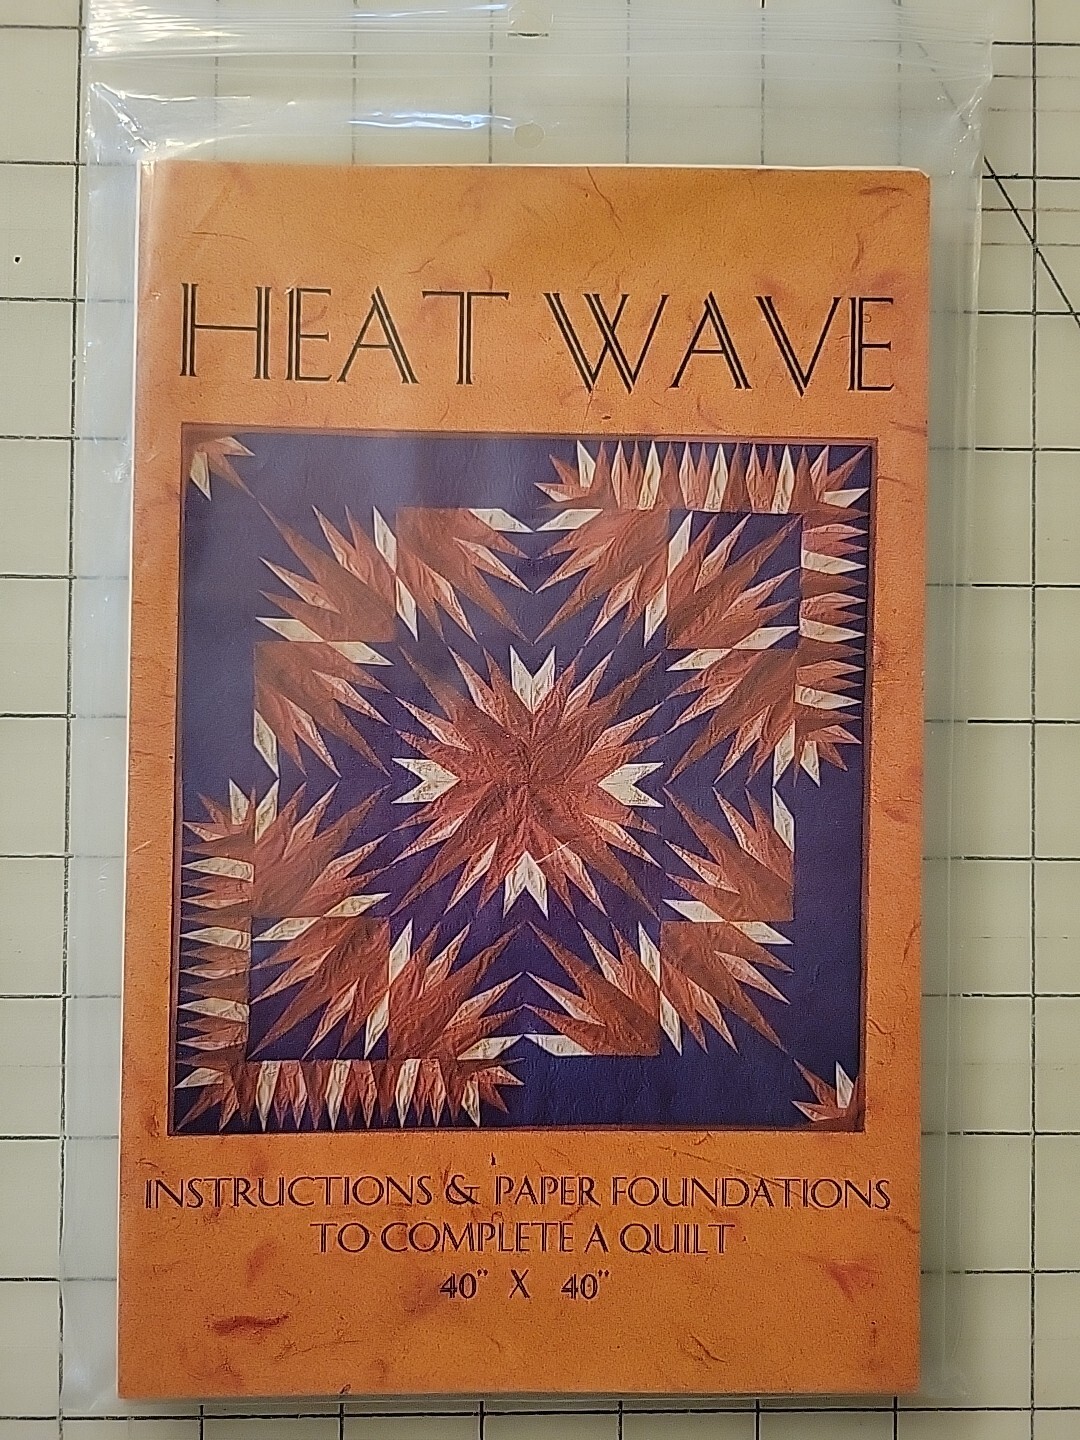 HEAT WAVE
INSTRUCTIONS & PAPER FOUNDATIONS
TO COMPLETE A QUILT
40" X 40"